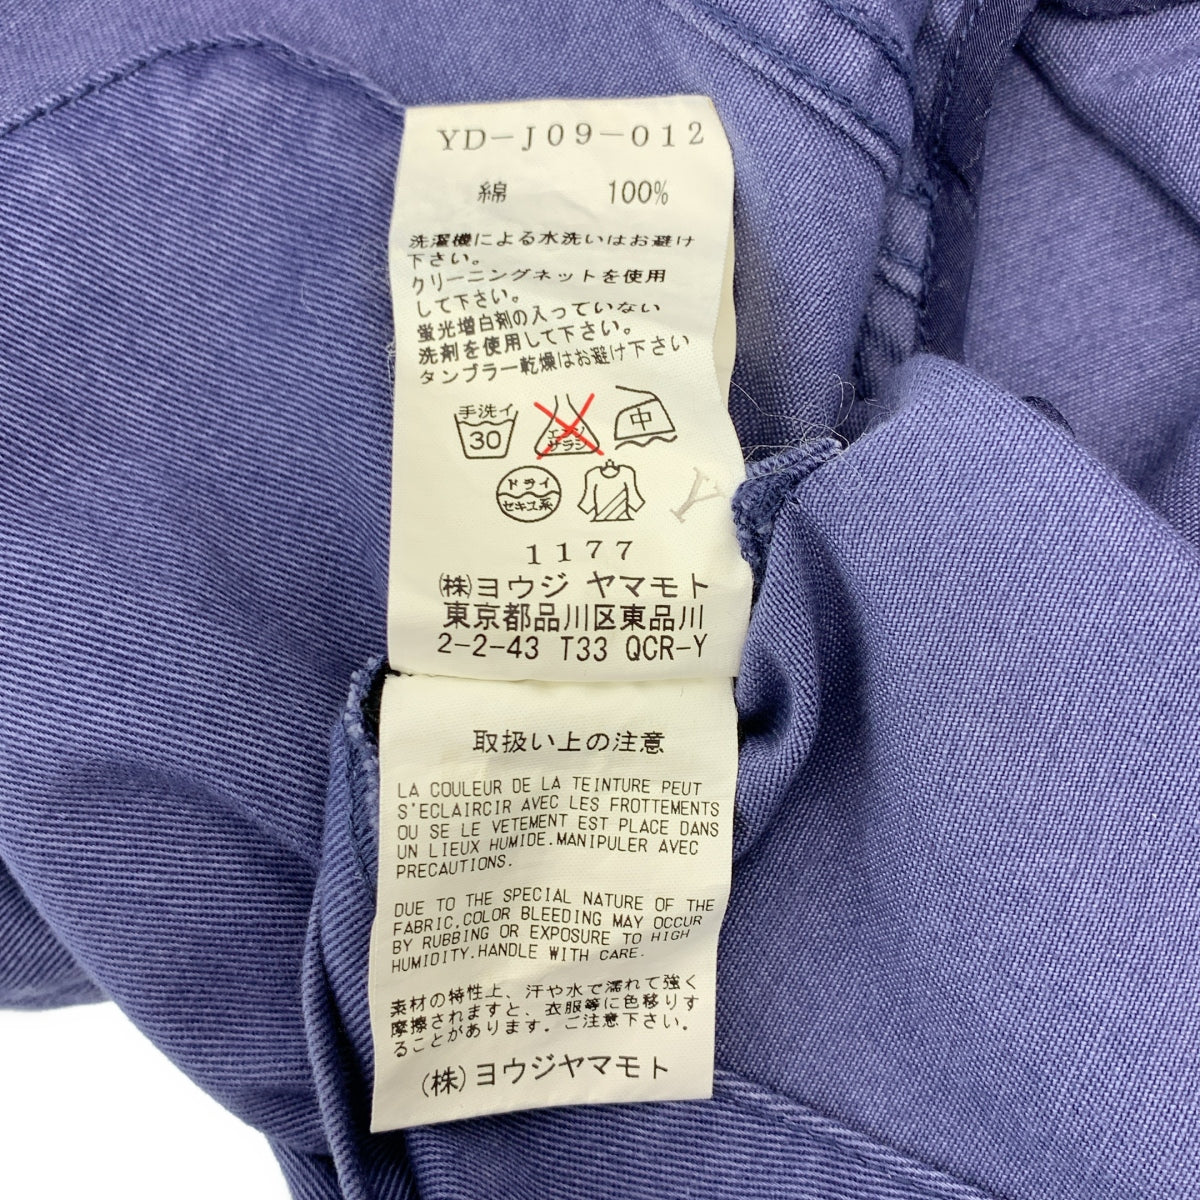 YD-J09-012
綿 100%
洗濯機による水洗いはお避け
下さい。
クリーニングネットを使用
して下さい。
蛍光増白剤の入っていない
洗剤を使用して下さい。
タンブラー乾燥はお避け下さい
手洗イ
30
エンソ
サラシ
中
ドライ
セキユ系
Y
1177
㈱ヨウジ ヤマモト
東京都品川区東品川
2-2-43 T33 QCR-Y
取扱い上の注意
LA COULEUR DE LA TEINTURE PEUT
S'ECLAIRCIR AVEC LES FROTTEMENTS
OU SE LE VETEMENT EST PLACE DANS
UN LIEUX HUMIDE.MANIPULER AVEC
PRECAUTIONS.
DUE TO THE SPECIAL NATURE OF THE
FABRIC,COLOR BLEEDING MAY OCCUR
BY RUBBING OR EXPOSURE TO HIGH
HUMIDITY.HANDLE WITH CARE.
素材の特性上、汗や水で濡れて強く
摩擦されますと、衣服等に色移りす
ることがあります。ご注意下さい。
(株)ヨウジヤマモト